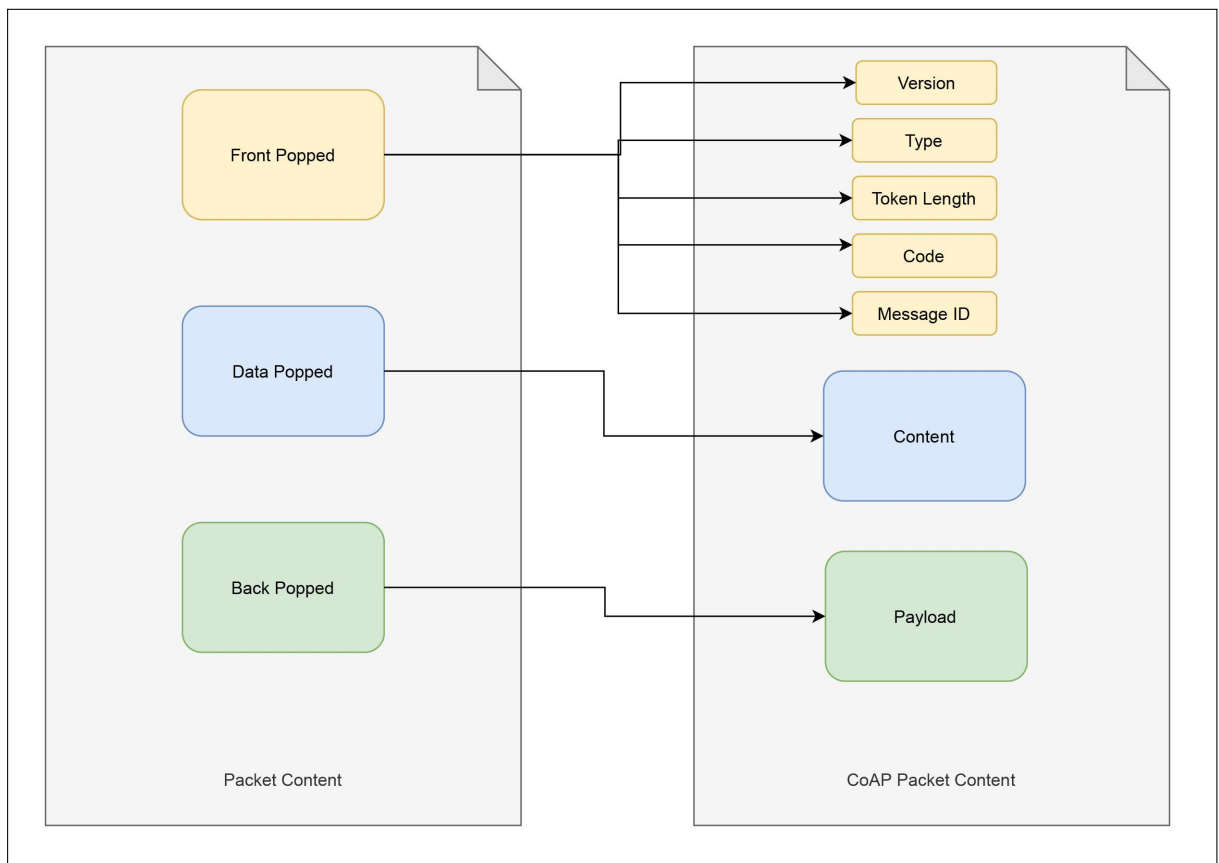 Front Popped
Data Popped
Back Popped
Packet Content
Version
Type
Token Length
Code
Message ID
Content
Payload
CoAP Packet Content